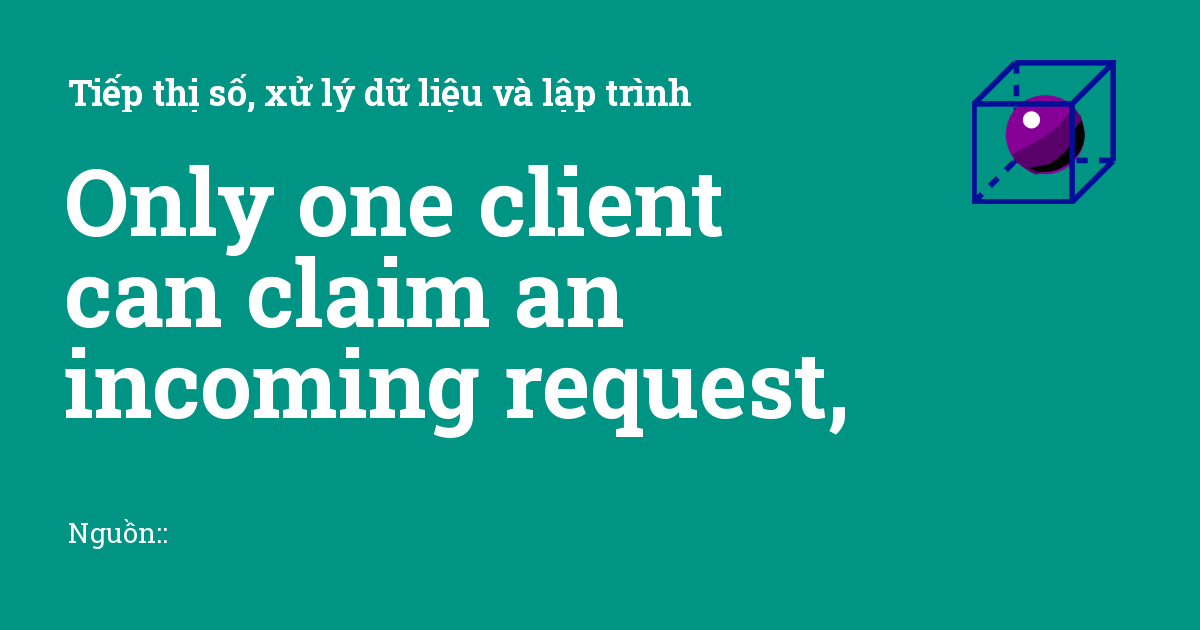 Tiếp thị số, xử lý dữ liệu và lập trình
Only one client
can claim an
incoming request,
Nguồn::